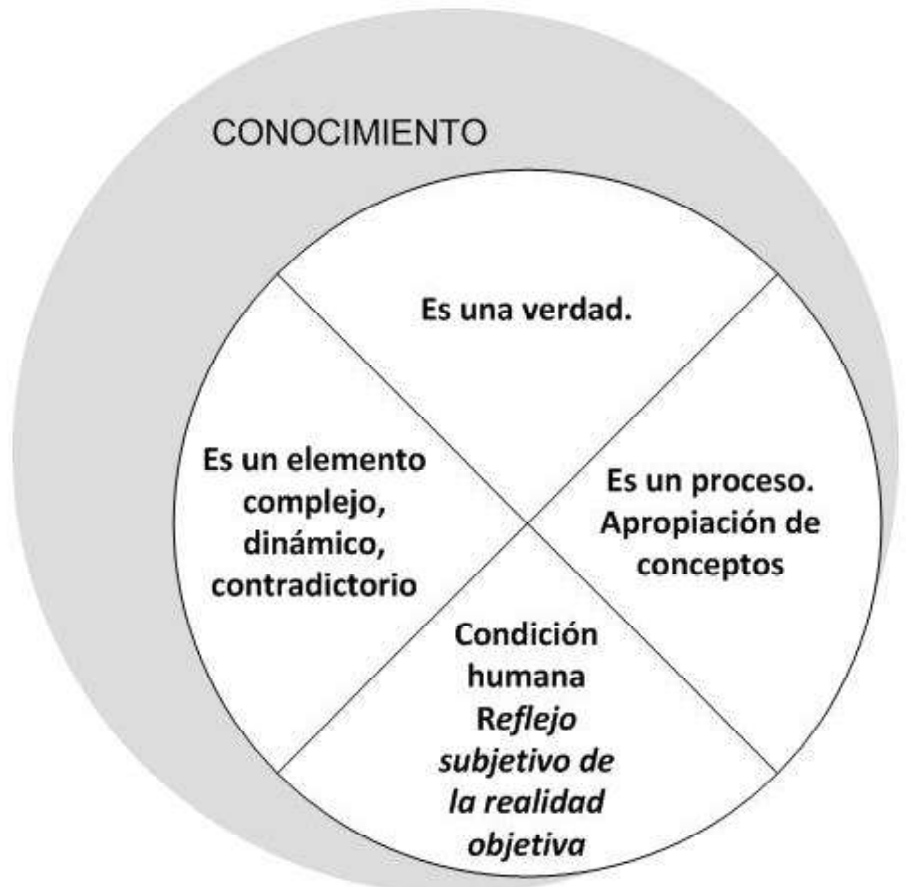 CONOCIMIENTO
Es una verdad.
Es un elemento
complejo,
dinámico,
contradictorio
Es un proceso.
Apropiación de
conceptos
Condición
humana
Reflejo
subjetivo de
la realidad
objetiva